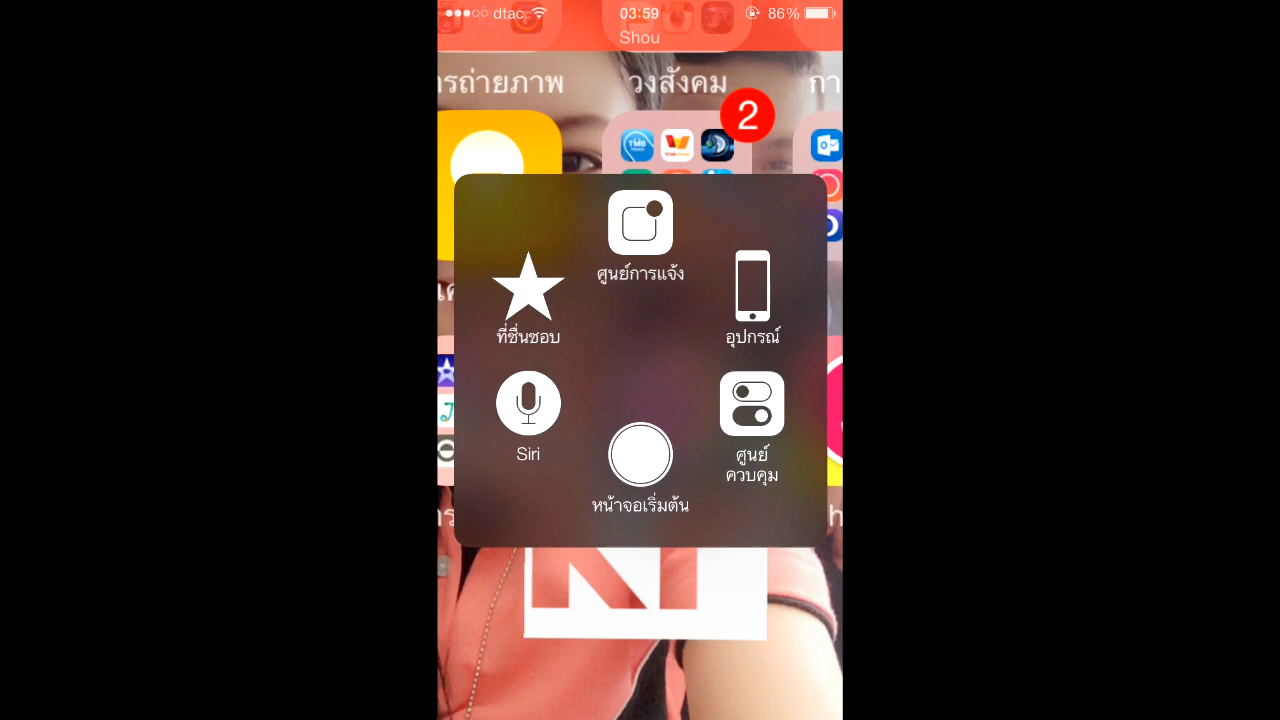 dtac 03:59 86%
Shou
ารถ่ายภาพ วงสังคม กา
2
TMB
ศูนย์การแจ้ง
ที่ชื่นชอบ อุปกรณ์
Siri ศูนย์
ควบคุม
หน้าจอเริ่มต้น